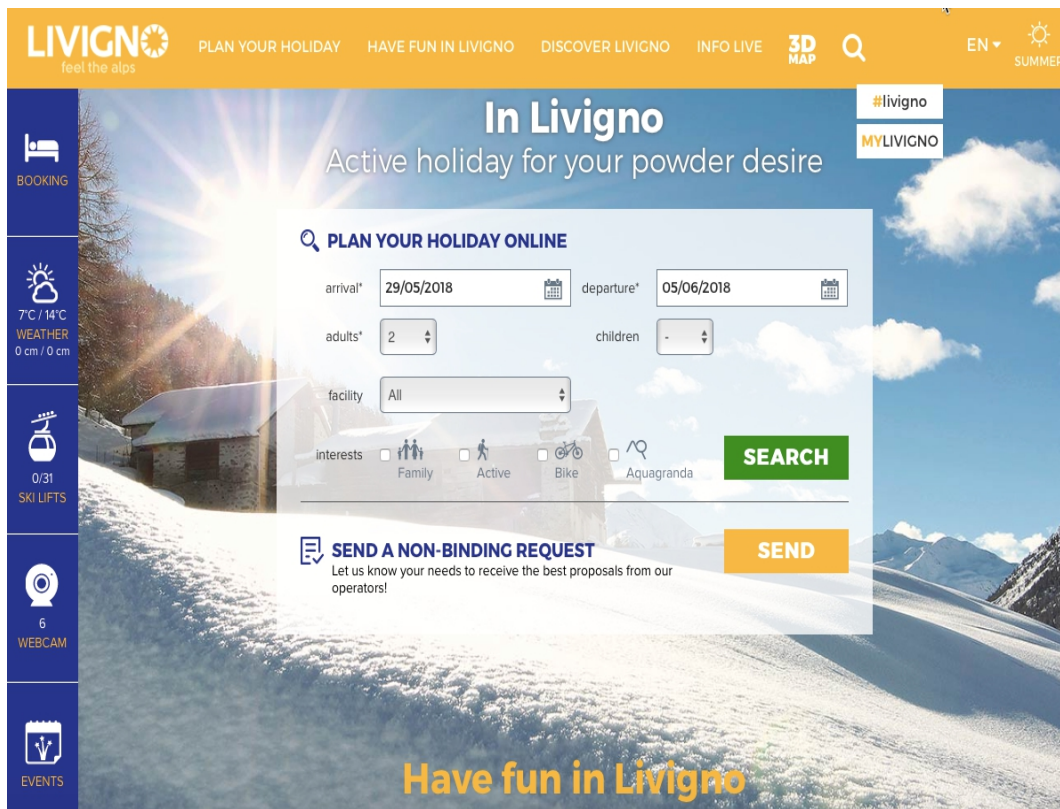 LIVIGNO
feel the alps
PLAN YOUR HOLIDAY
HAVE FUN IN LIVIGNO
DISCOVER LIVIGNO
INFO LIVE
3D
MAP
EN
SUMMER
#livigno
MYLIVIGNO
BOOKING
7°C / 14°C
WEATHER
0 cm / 0 cm
0/31
SKI LIFTS
6
WEBCAM
EVENTS
In Livigno
Active holiday for your powder desire
PLAN YOUR HOLIDAY ONLINE
arrival* 29/05/2018 departure* 05/06/2018
adults* 2 children -
facility All
interests Family Active Bike Aquagranda
SEARCH
SEND A NON-BINDING REQUEST
Let us know your needs to receive the best proposals from our
operators!
SEND
Have fun in Livigno